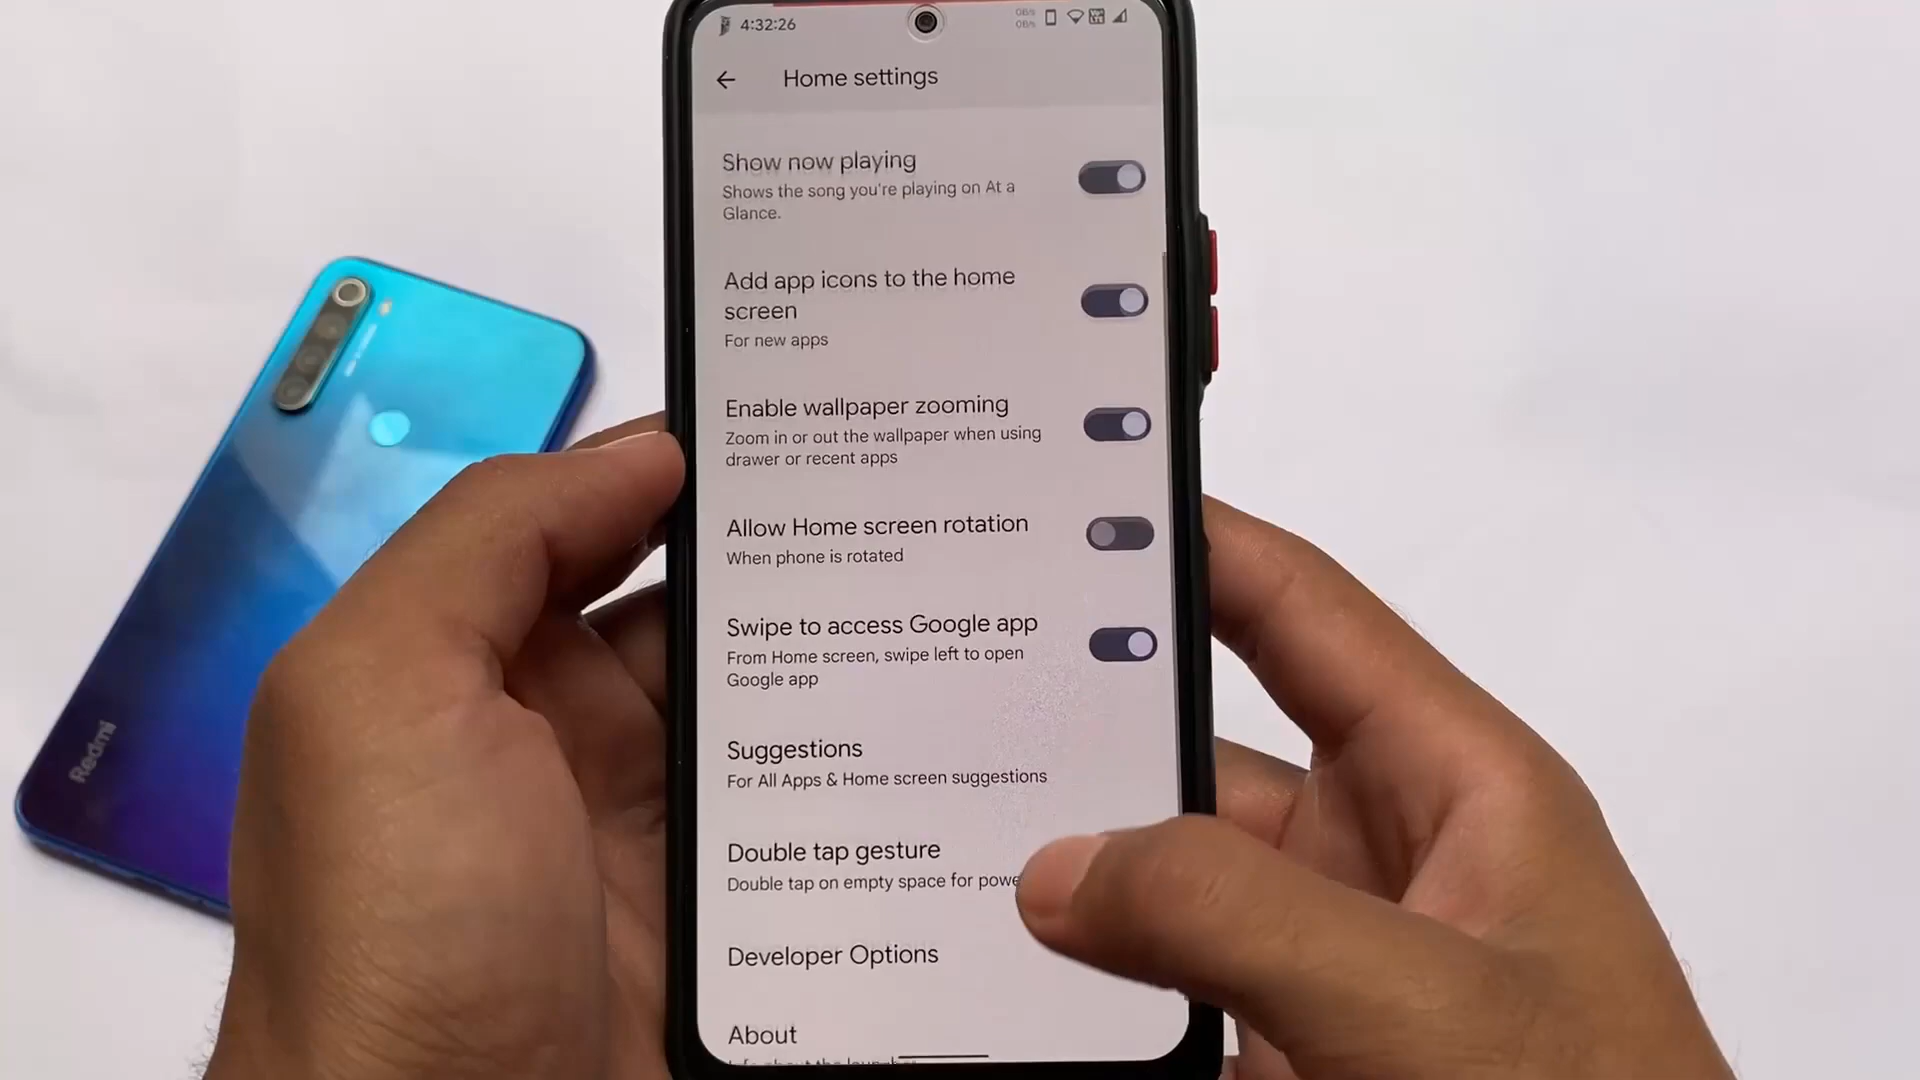 4:32:26
0B/s
0B/s
Home settings
Show now playing
Shows the song you're playing on At a
Glance.
Add app icons to the home
screen
For new apps
Enable wallpaper zooming
Zoom in or out the wallpaper when using
drawer or recent apps
Allow Home screen rotation
When phone is rotated
Swipe to access Google app
From Home screen, swipe left to open
Google app
Suggestions
For All Apps & Home screen suggestions
Double tap gesture
Double tap on empty space for powe
Developer Options
About
Redmi